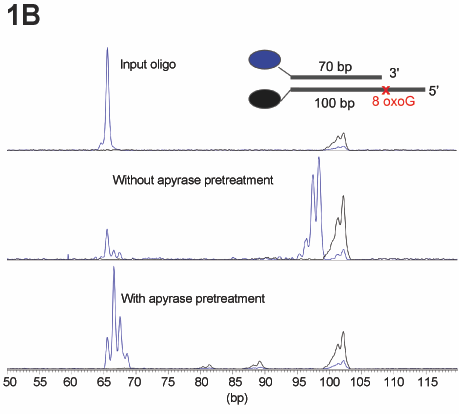 1B
Input oligo
70 bp
3'
5'
100 bp
8 oxoG
Without apyrase pretreatment
With apyrase pretreatment
50 55 60 65 70 75 80 85 90 95 100 105 110 115
(bp)